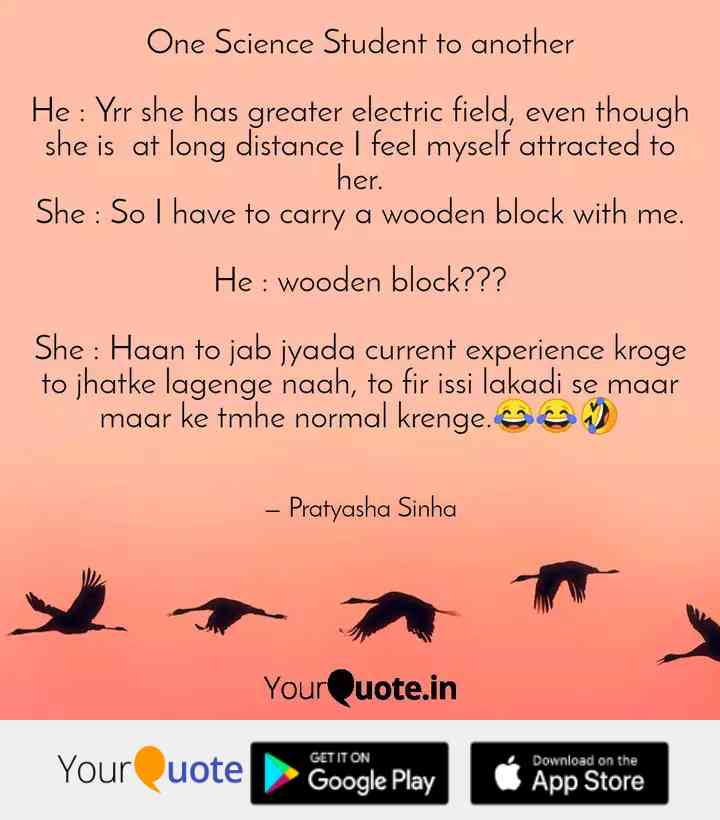 One Science Student to another
He : Yrr she has greater electric field, even though
she is at long distance I feel myself attracted to
her.
She : So I have to carry a wooden block with me.
He : wooden block???
She : Haan to jab jyada current experience kroge
to jhatke lagenge naah, to fir issi lakadi se maar
maar ke tmhe normal krenge.😂😂🤣
– Pratyasha Sinha
YourQuote.in
YourQuote
GET IT ON
Google Play
Download on the
App Store